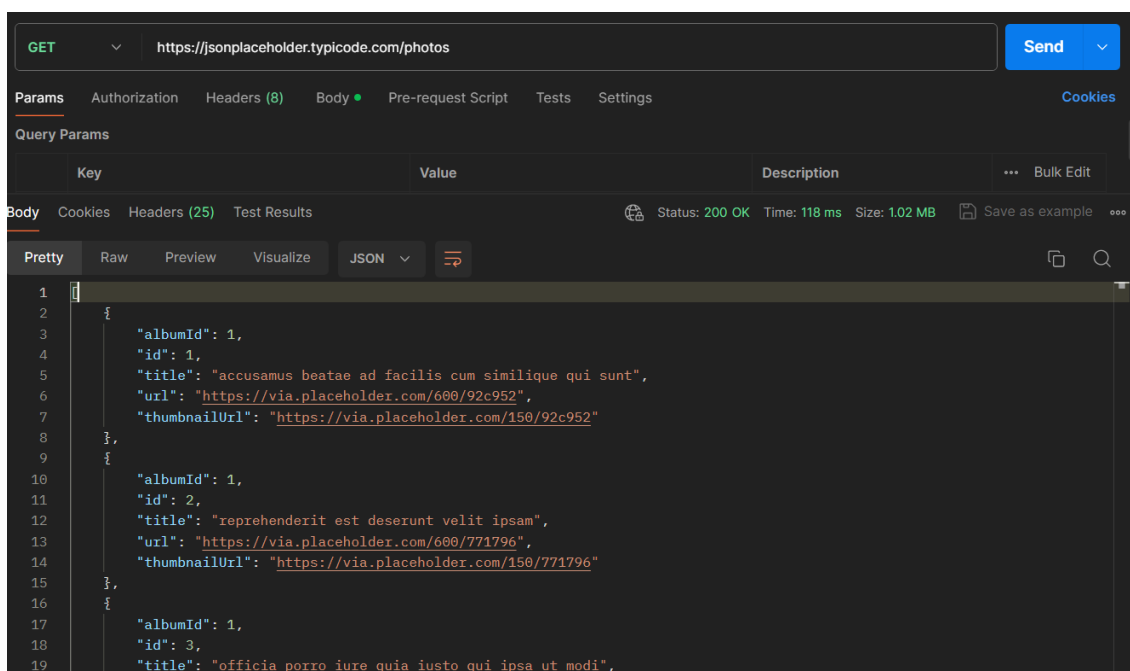 GET https://jsonplaceholder.typicode.com/photos Send
Params Authorization Headers (8) Body Pre-request Script Tests Settings Cookies
Query Params
Key Value Description ••• Bulk Edit
Body Cookies Headers (25) Test Results Status: 200 OK Time: 118 ms Size: 1.02 MB Save as example
Pretty Raw Preview Visualize JSON
1 [
2 {
3 "albumId": 1,
4 "id": 1,
5 "title": "accusamus beatae ad facilis cum similique qui sunt",
6 "url": "https://via.placeholder.com/600/92c952",
7 "thumbnailUrl": "https://via.placeholder.com/150/92c952"
8 },
9 {
10 "albumId": 1,
11 "id": 2,
12 "title": "reprehenderit est deserunt velit ipsam",
13 "url": "https://via.placeholder.com/600/771796",
14 "thumbnailUrl": "https://via.placeholder.com/150/771796"
15 },
16 {
17 "albumId": 1,
18 "id": 3,
19 "title": "officia porro iure quia iusto qui ipsa ut modi",